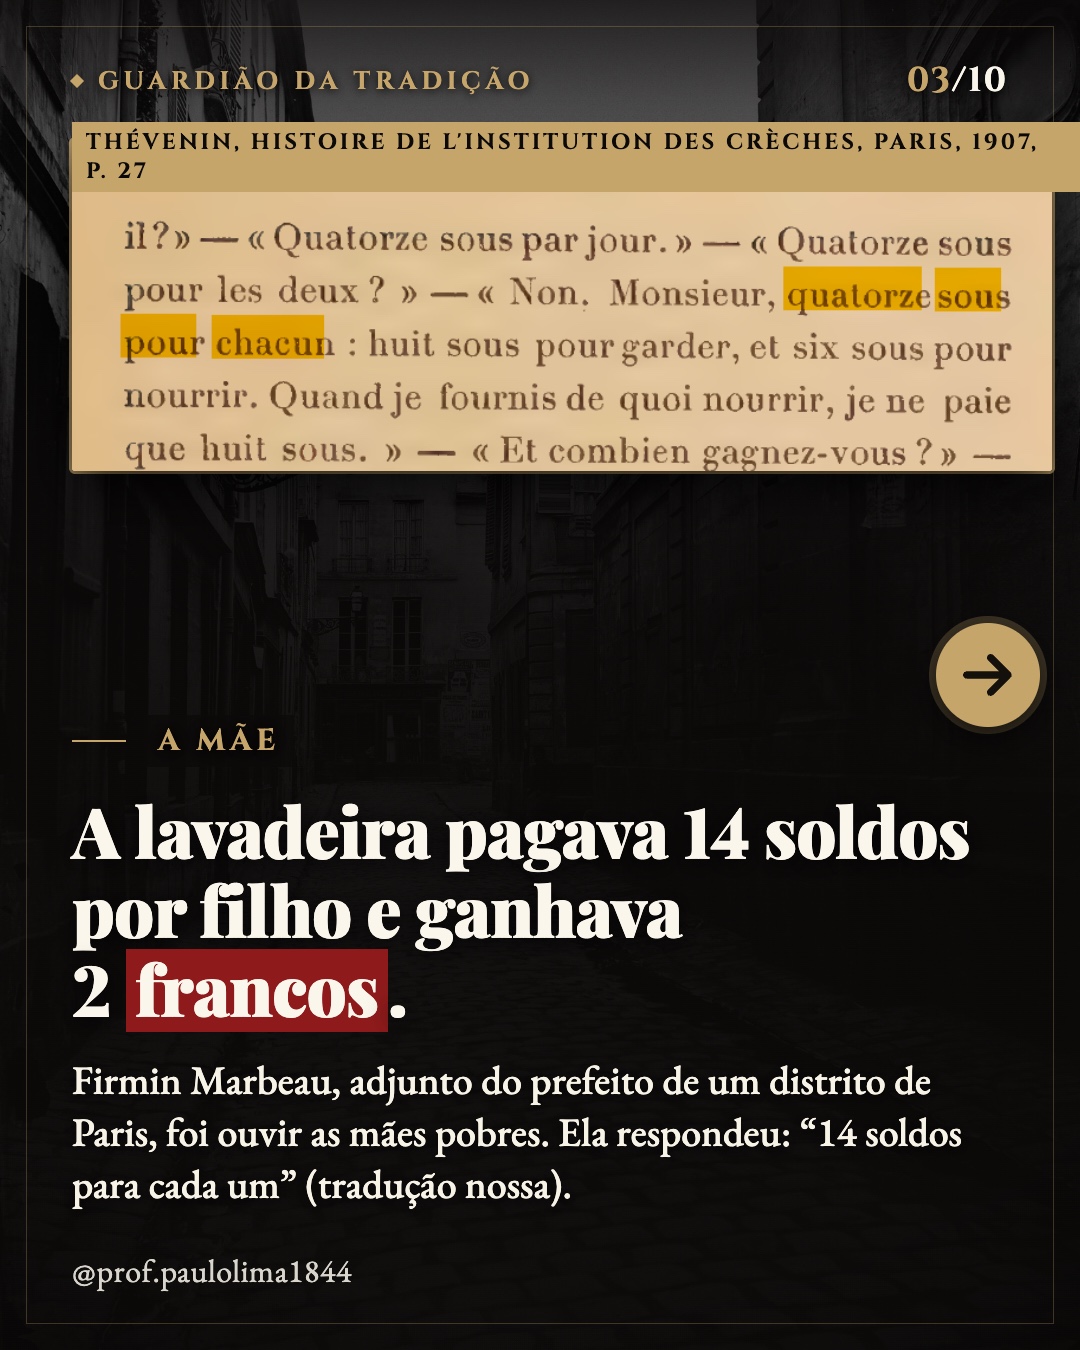 ◆ GUARDIÃO DA TRADIÇÃO
03/10
THÉVENIN, HISTOIRE DE L'INSTITUTION DES CRÈCHES, PARIS, 1907,
P. 27
il? » — « Quatorze sous par jour. » — « Quatorze sous
pour les deux ? » — « Non. Monsieur, quatorze sous
pour chacun : huit sous pour garder, et six sous pour
nourrir. Quand je fournis de quoi nourrir, je ne paie
que huit sous. » — « Et combien gagnez-vous ? » —
A MÃE
A lavadeira pagava 14 soldos
por filho e ganhava
2 francos.
Firmin Marbeau, adjunto do prefeito de um distrito de
Paris, foi ouvir as mães pobres. Ela respondeu: “14 soldos
para cada um” (tradução nossa).
@prof.paulolima1844